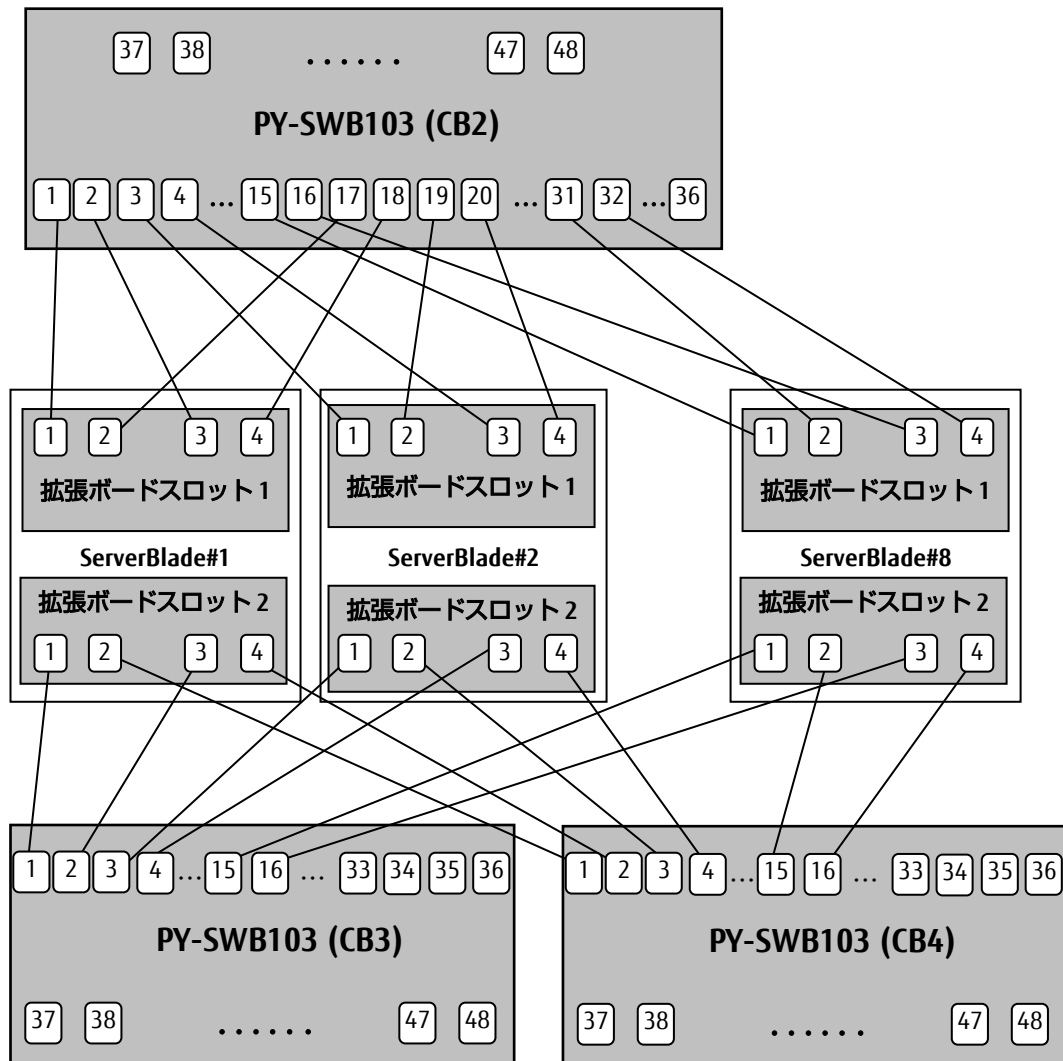 37 38 ...... 47 48
PY-SWB103 (CB2)
1 2 3 4 ... 15 16 17 18 19 20 ... 31 32 ... 36
1 2 3 4
拡張ボードスロット 1
ServerBlade#1
拡張ボードスロット 2
1 2 3 4
1 2 3 4
拡張ボードスロット 1
ServerBlade#2
拡張ボードスロット 2
1 2 3 4
1 2 3 4
拡張ボードスロット 1
ServerBlade#8
拡張ボードスロット 2
1 2 3 4
1 2 3 4 ... 15 16 ... 33 34 35 36
PY-SWB103 (CB3)
37 38 ...... 47 48
1 2 3 4 ... 15 16 ... 33 34 35 36
PY-SWB103 (CB4)
37 38 ...... 47 48